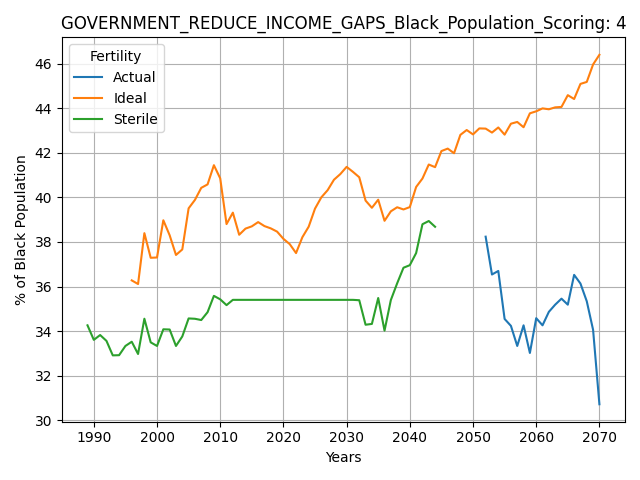 GOVERNMENT_REDUCE_INCOME_GAPS_Black_Population_Scoring: 4
Fertility
Actual
Ideal
Sterile
% of Black Population
46
44
42
40
38
36
34
32
30
1990 2000 2010 2020 2030 2040 2050 2060 2070
Years